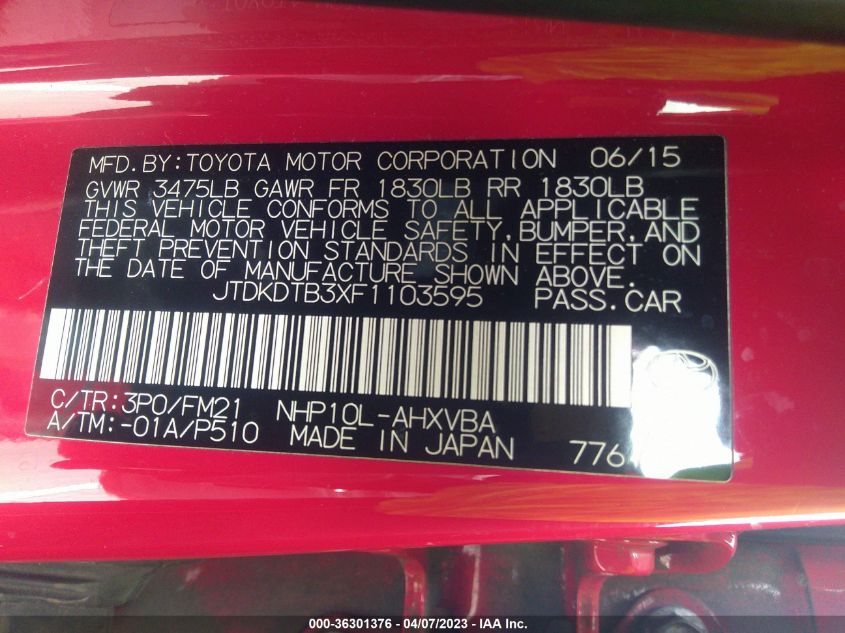 MFD.BY:TOYOTA MOTOR CORPORATION 06/15
GVWR 3475LB GAWR FR 1830LB RR 1830LB
THIS VEHICLE CONFORMS TO ALL APPLICABLE
FEDERAL MOTOR VEHICLE SAFETY,BUMPER,AND
THEFT PREVENTION STANDARDS IN EFFECT ON
THE DATE OF MANUFACTURE SHOWN ABOVE.
JTDKDTB3XF1103595 PASS.CAR
C/TR:3P0/FM21 NHP10L-AHXVBA
A/TM:-01A/P510 MADE IN JAPAN 776
000-36301376 - 04/07/2023 - IAA Inc.